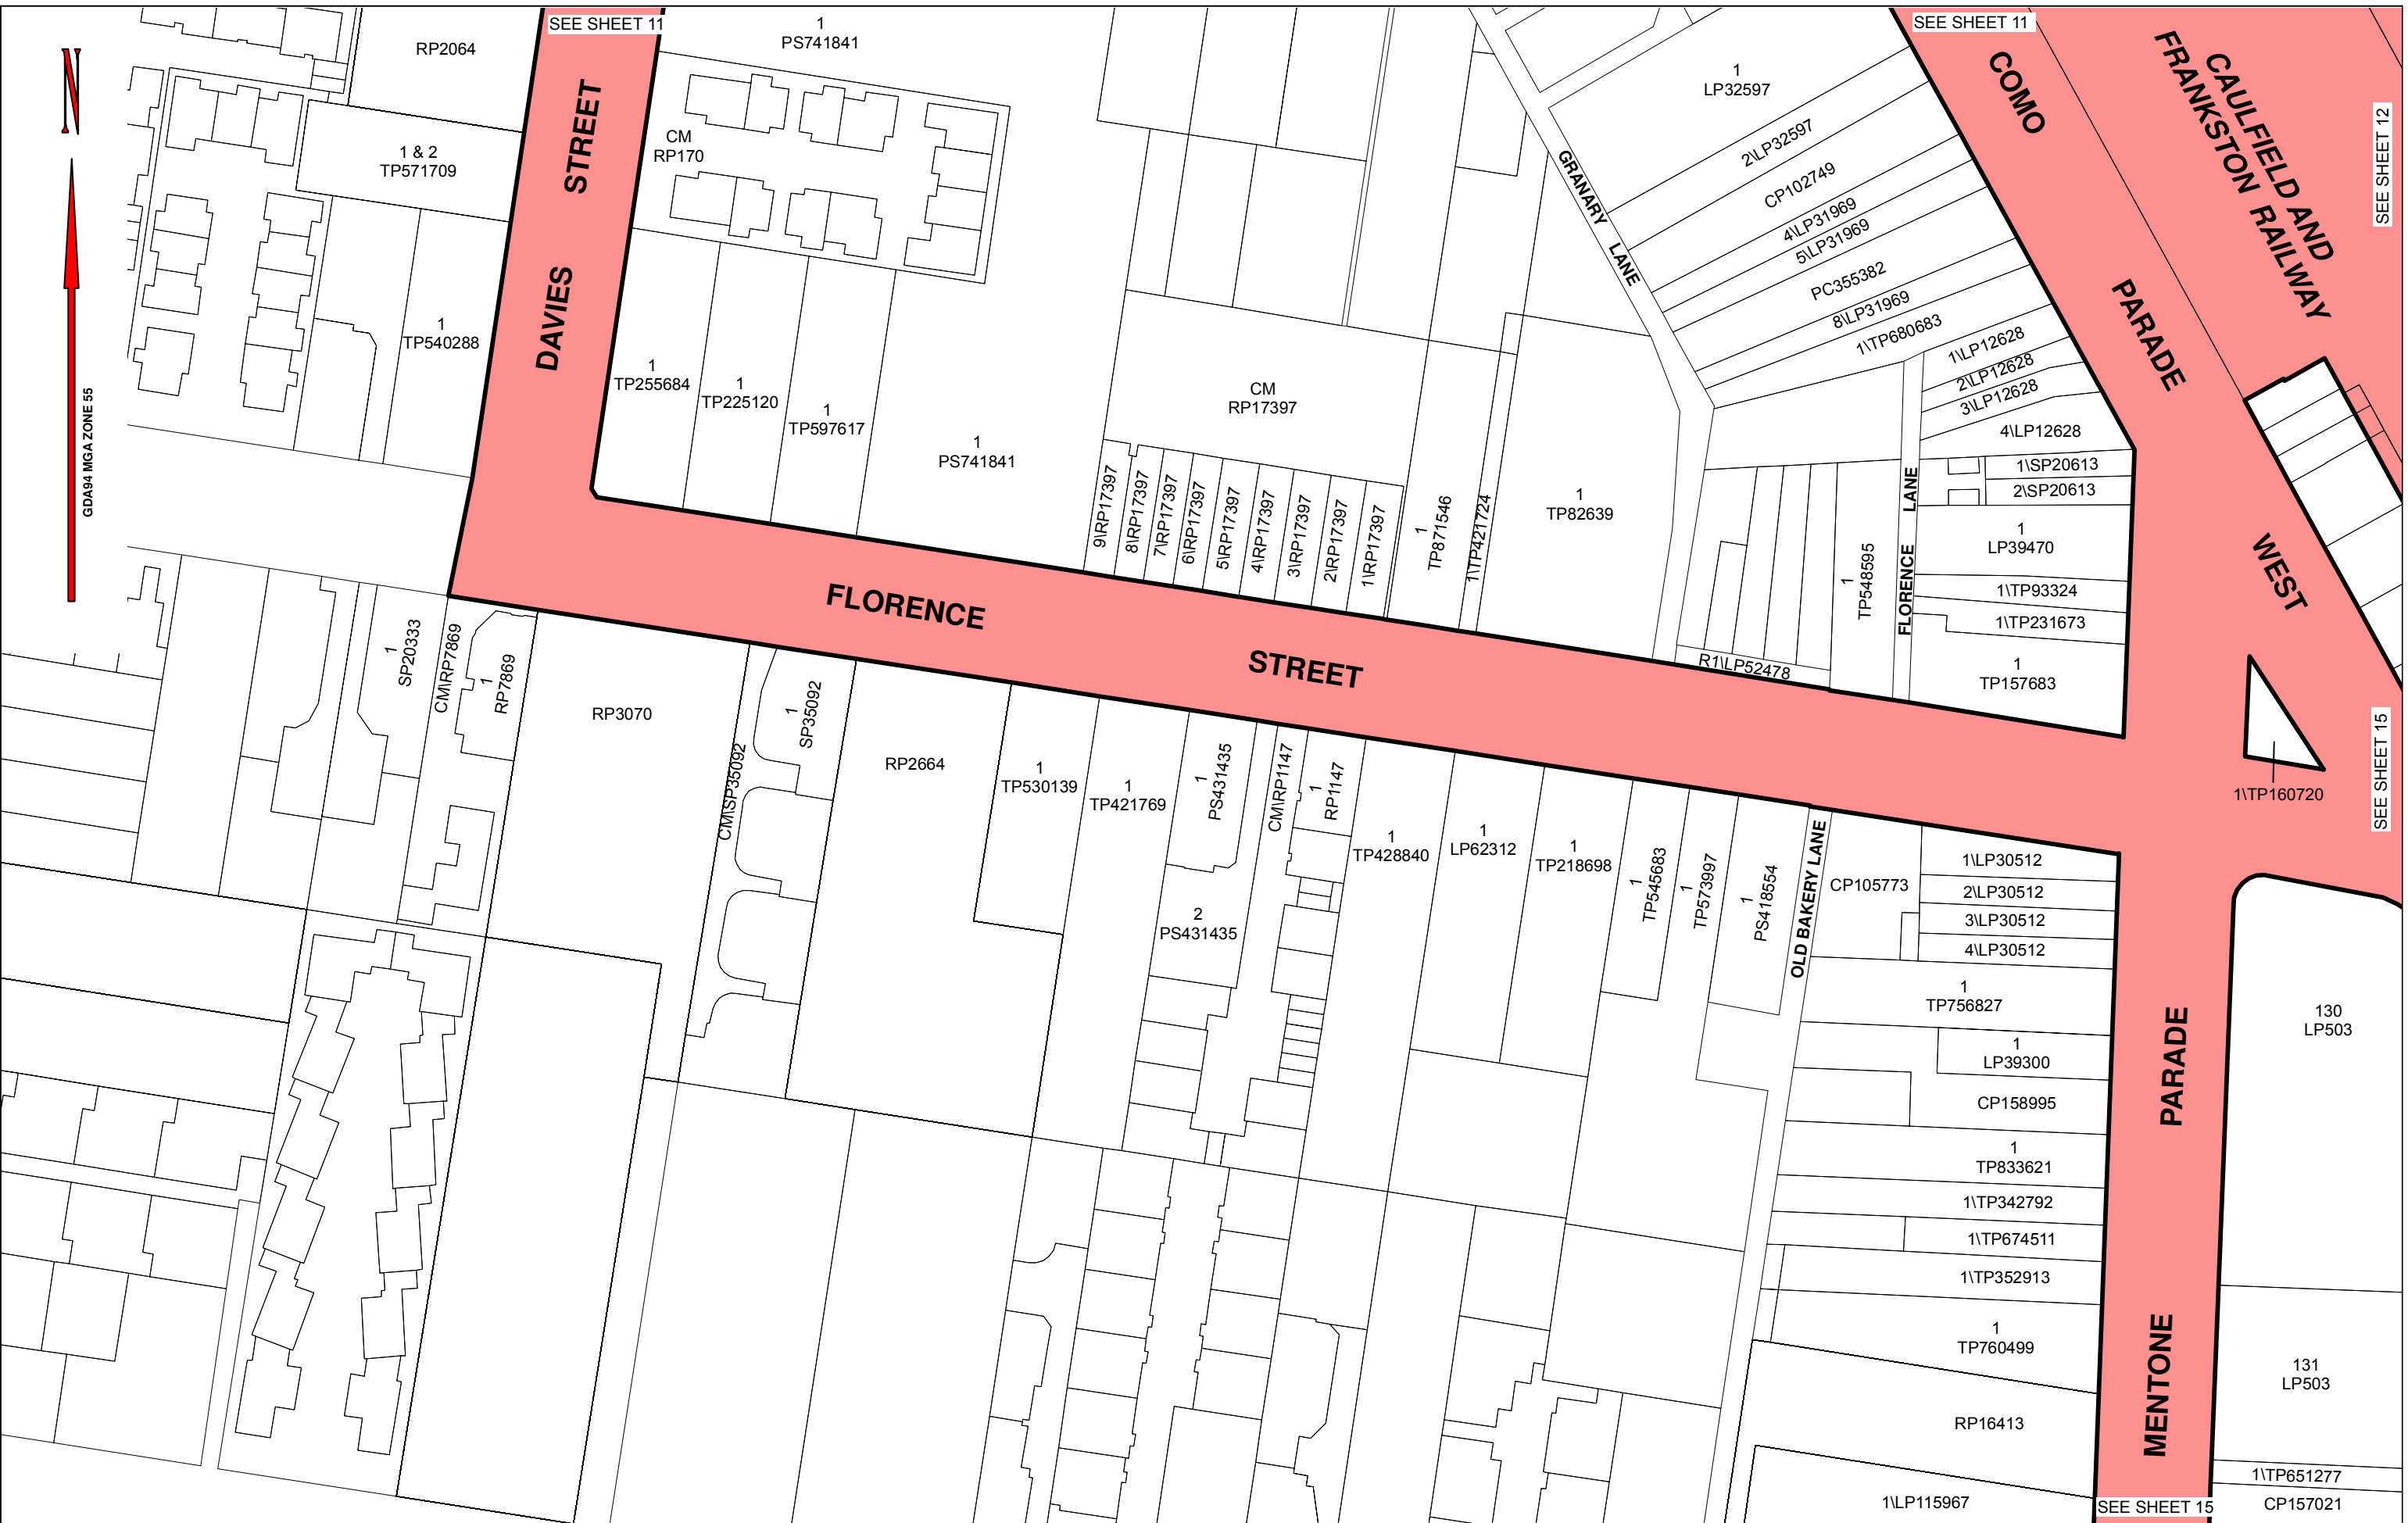 SEE SHEET 11
SEE SHEET 11
N
GDA94 MGA ZONE 55
RP2064
1
PS741841
1 & 2
TP571709
CM
RP170
DAVIES STREET
1
TP540288
1
TP255684
1
TP225120
1
TP597617
1
PS741841
CM
RP17397
9\RP17397
8\RP17397
7\RP17397
6\RP17397
5\RP17397
4\RP17397
3\RP17397
2\RP17397
1\RP17397
1
TP871546
1\TP421724
1
TP82639
GRANARY LANE
1
LP32597
2\LP32597
CP102749
4\LP31969
5\LP31969
PC355382
8\LP31969
1\TP680683
1\LP12628
2\LP12628
3\LP12628
4\LP12628
1\SP20613
2\SP20613
1
LP39470
1\TP93324
1\TP231673
1
TP157683
1
TP548595
FLORENCE LANE
R1\LP52478
COMO PARADE WEST
CAULFIELD AND
FRANKSTON RAILWAY
SEE SHEET 12
SEE SHEET 15
1\TP160720
FLORENCE STREET
1
SP20333
CM\RP7869
1
RP7869
RP3070
CM\SP35092
1
SP35092
RP2664
1
TP530139
1
TP421769
1
PS431435
2
PS431435
CM\RP1147
1
RP1147
1
TP428840
1
LP62312
1
TP218698
1
TP545683
1
TP573997
1
PS418554
OLD BAKERY LANE
CP105773
1\LP30512
2\LP30512
3\LP30512
4\LP30512
1
TP756827
1
LP39300
CP158995
1
TP833621
1\TP342792
1\TP674511
1\TP352913
1
TP760499
RP16413
1\LP115967
MENTONE PARADE
130
LP503
131
LP503
1\TP651277
CP157021
SEE SHEET 15